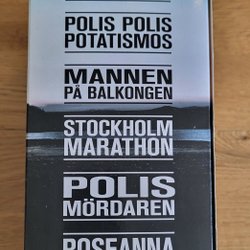 POLIS POLIS
POTATISMOS
MANNEN
PÅ BALKONGEN
STOCKHOLM
MARATHON
POLIS
MÖRDAREN
ROSEANNA